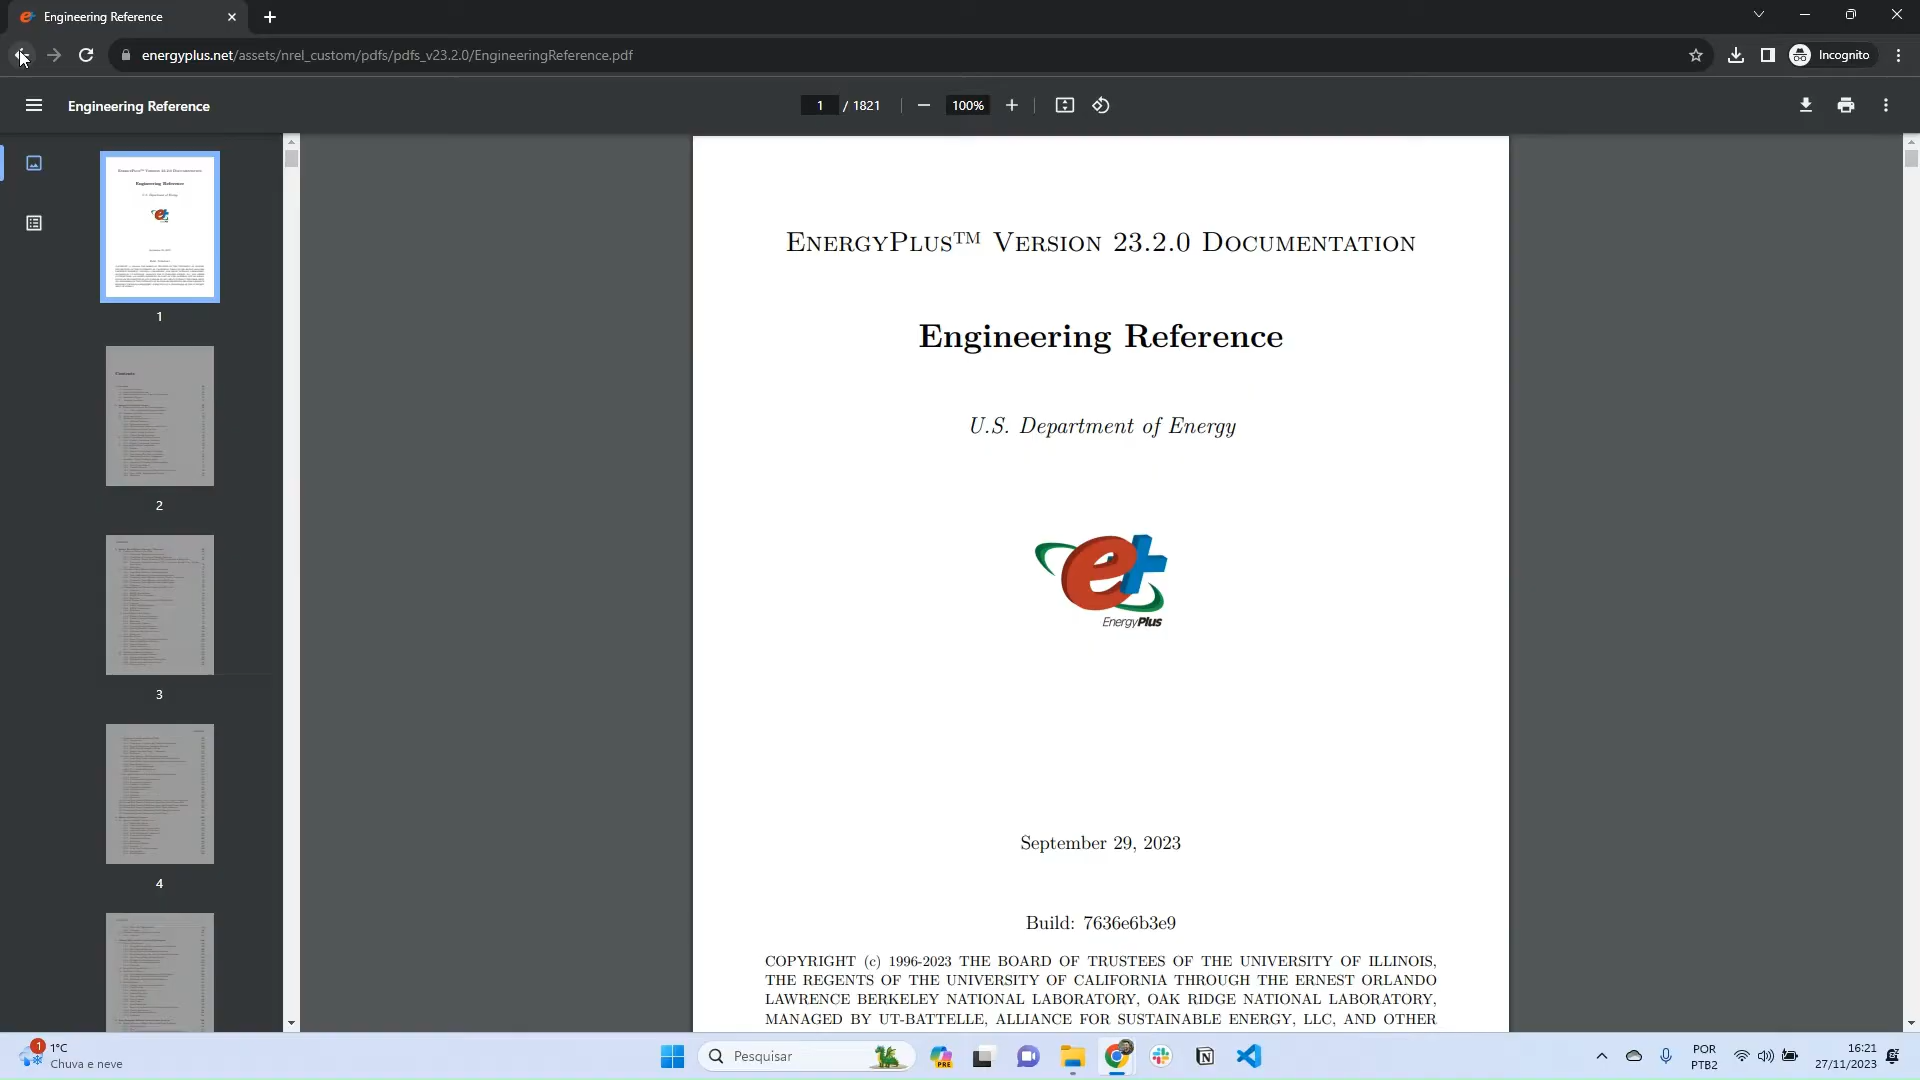 Engineering Reference
energyplus.net/assets/nrel_custom/pdfs/pdfs_v23.2.0/EngineeringReference.pdf
Incognito
Engineering Reference
1 / 1821
100%
Engineering Reference
1
2
3
4
ENERGYPLUS™ VERSION 23.2.0 DOCUMENTATION
Engineering Reference
U.S. Department of Energy
e+
EnergyPlus
September 29, 2023
Build: 7636e6b3e9
COPYRIGHT (c) 1996-2023 THE BOARD OF TRUSTEES OF THE UNIVERSITY OF ILLINOIS,
THE REGENTS OF THE UNIVERSITY OF CALIFORNIA THROUGH THE ERNEST ORLANDO
LAWRENCE BERKELEY NATIONAL LABORATORY, OAK RIDGE NATIONAL LABORATORY,
MANAGED BY UT-BATTELLE, ALLIANCE FOR SUSTAINABLE ENERGY, LLC, AND OTHER
1
1°C
Chuva e neve
Pesquisar
PRE
POR
PTB2
16:21
27/11/2023